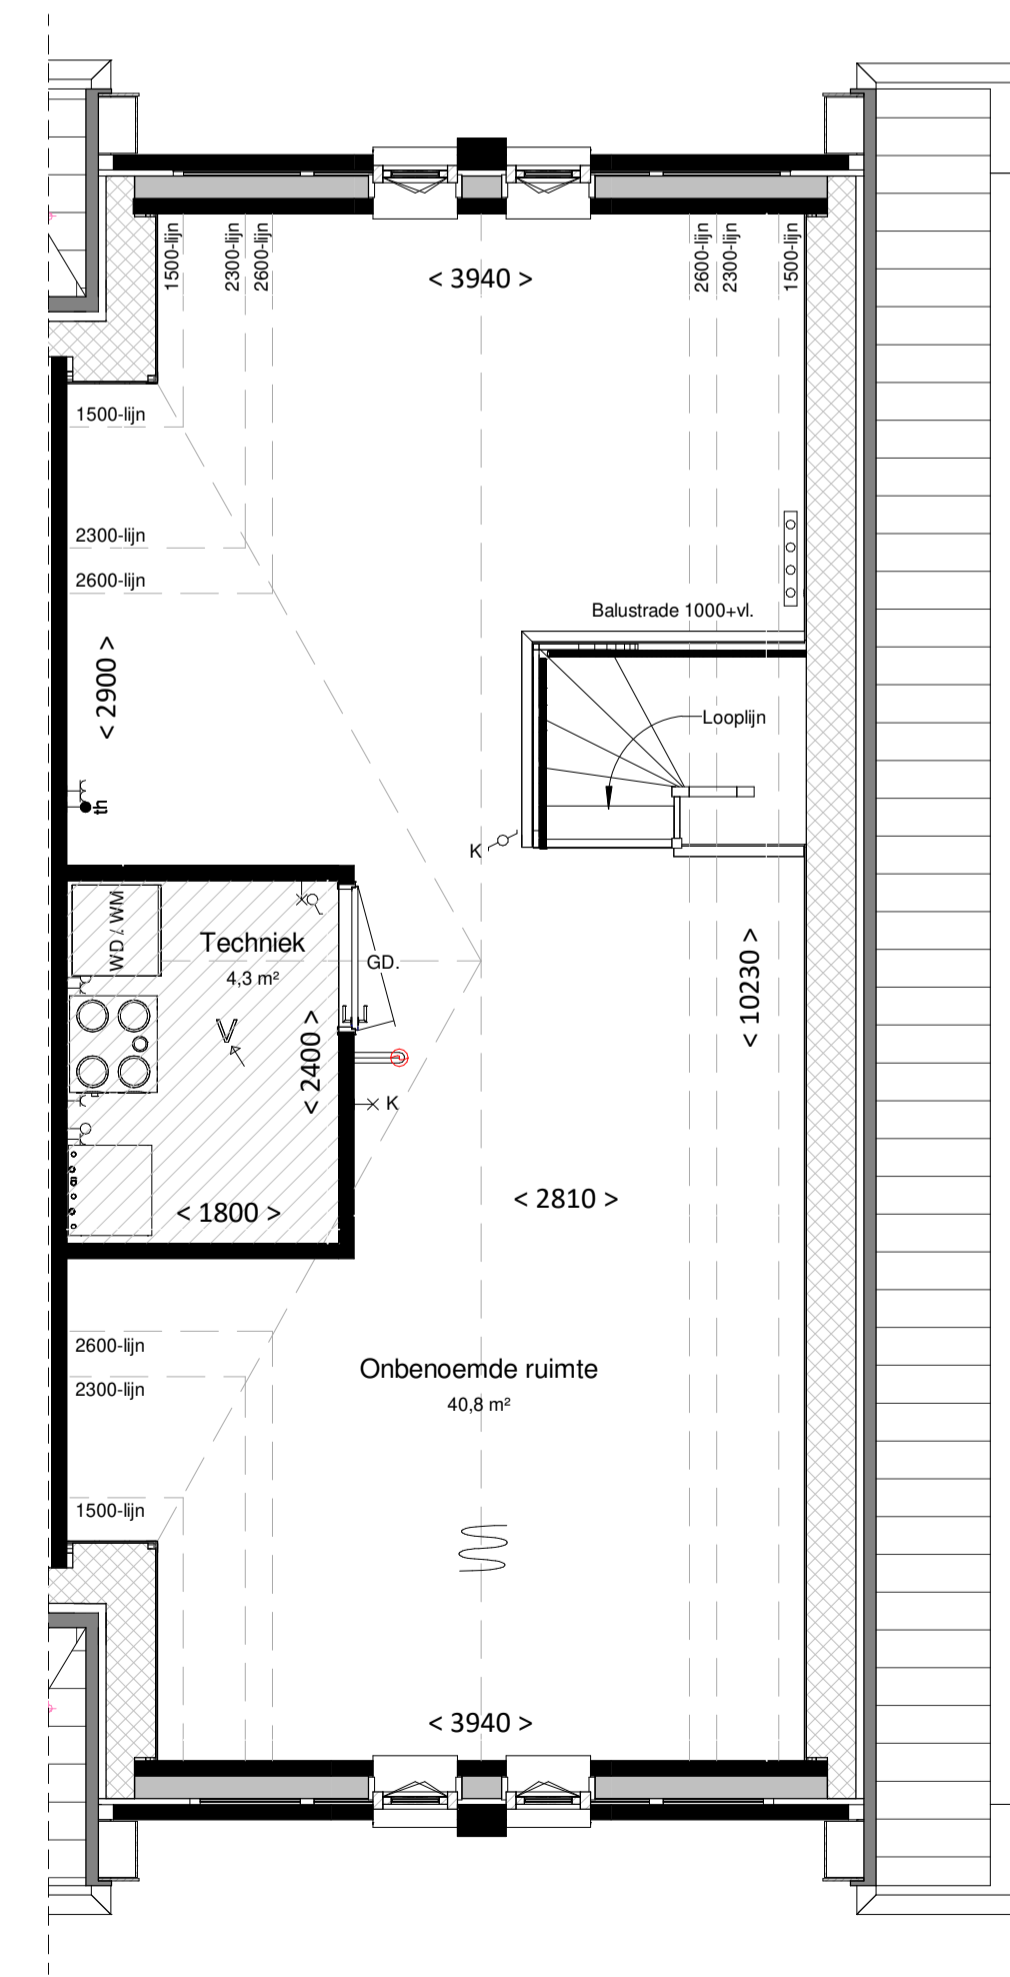 1500-lijn
2300-lijn
2600-lijn
2600-lijn
2300-lijn
1500-lijn
< 3940 >
1500-lijn
2300-lijn
2600-lijn
Balustrade 1000+vl.
< 2900 >
Looplijn
th
K
WD / WM
Techniek
4,3 m²
GD.
< 10230 >
V
< 2400 >
K
< 1800 >
< 2810 >
2600-lijn
Onbenoemde ruimte
2300-lijn
40,8 m²
1500-lijn
< 3940 >